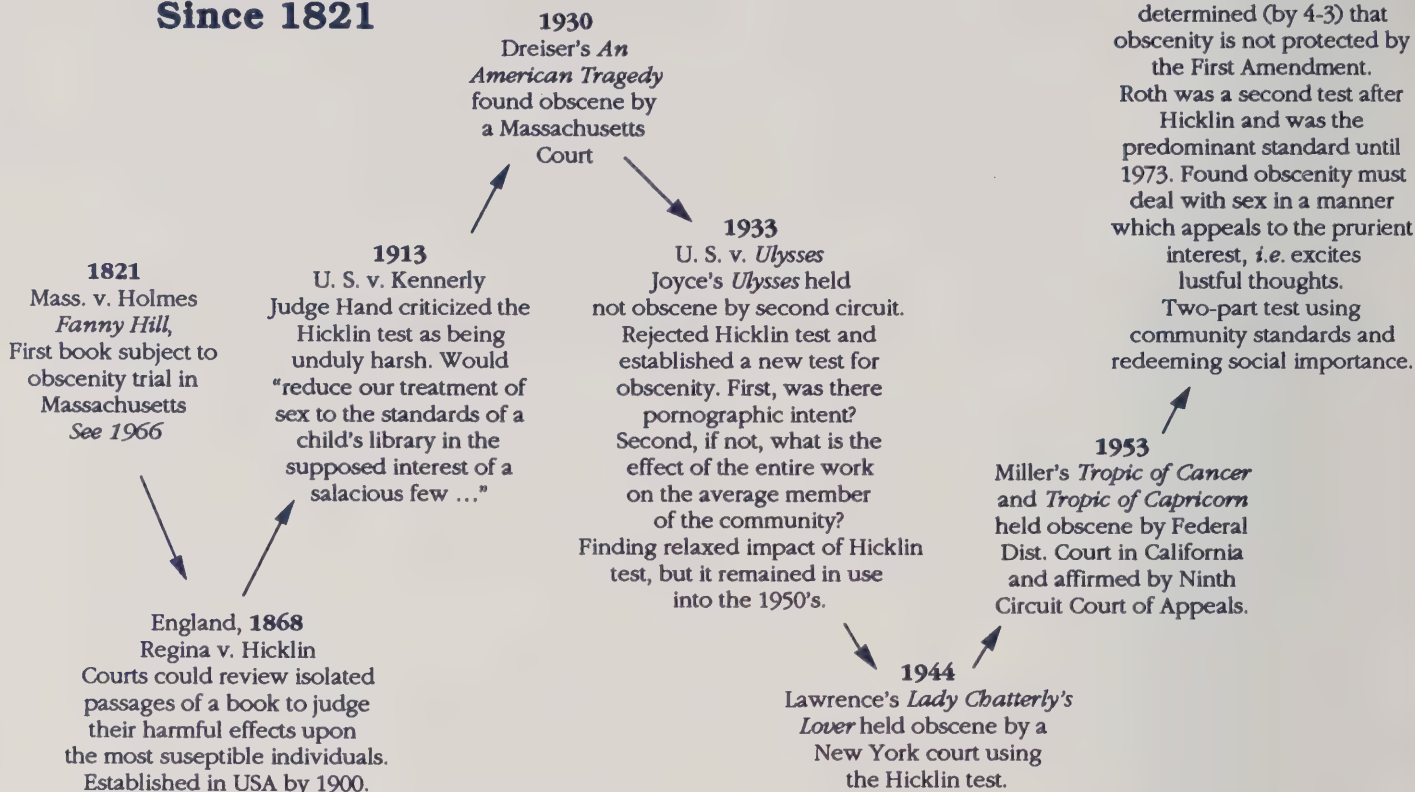 Since 1821
1821
Mass. v. Holmes
Fanny Hill,
First book subject to
obscenity trial in
Massachusetts
See 1966
England, 1868
Regina v. Hicklin
Courts could review isolated
passages of a book to judge
their harmful effects upon
the most suseptible individuals.
Established in USA by 1900.
1913
U. S. v. Kennerly
Judge Hand criticized the
Hicklin test as being
unduly harsh. Would
“reduce our treatment of
sex to the standards of a
child's library in the
supposed interest of a
salacious few ...”
1930
Dreiser's An
American Tragedy
found obscene by
a Massachusetts
Court
1933
U. S. v. Ulysses
Joyce's Ulysses held
not obscene by second circuit.
Rejected Hicklin test and
established a new test for
obscenity. First, was there
pornographic intent?
Second, if not, what is the
effect of the entire work
on the average member
of the community?
Finding relaxed impact of Hicklin
test, but it remained in use
into the 1950's.
1944
Lawrence's Lady Chatterly's
Lover held obscene by a
New York court using
the Hicklin test.
1953
Miller's Tropic of Cancer
and Tropic of Capricorn
held obscene by Federal
Dist. Court in California
and affirmed by Ninth
Circuit Court of Appeals.
determined (by 4-3) that
obscenity is not protected by
the First Amendment.
Roth was a second test after
Hicklin and was the
predominant standard until
1973. Found obscenity must
deal with sex in a manner
which appeals to the prurient
interest, i.e. excites
lustful thoughts.
Two-part test using
community standards and
redeeming social importance.